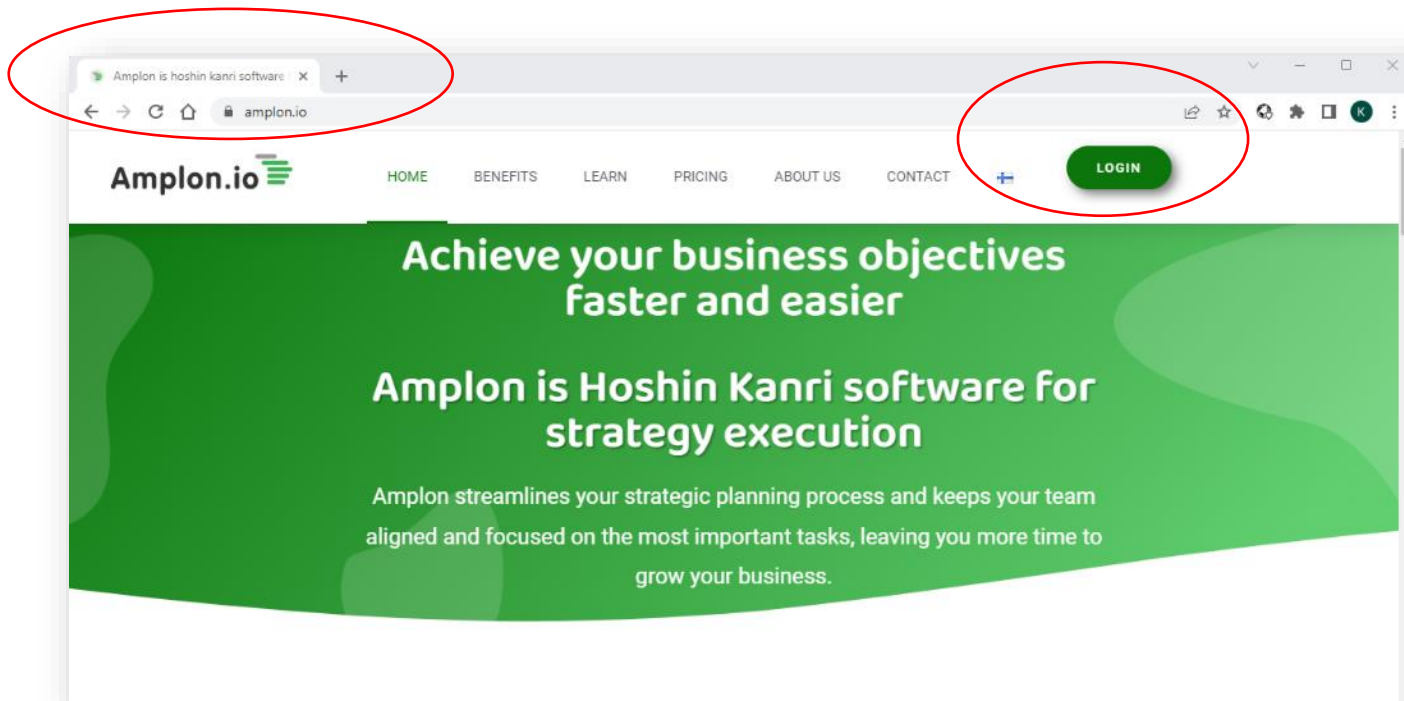 Amplon is hoshin kanri software
amplon.io
K
Amplon.io
HOME BENEFITS LEARN PRICING ABOUT US CONTACT LOGIN
Achieve your business objectives
faster and easier
Amplon is Hoshin Kanri software for
strategy execution
Amplon streamlines your strategic planning process and keeps your team
aligned and focused on the most important tasks, leaving you more time to
grow your business.